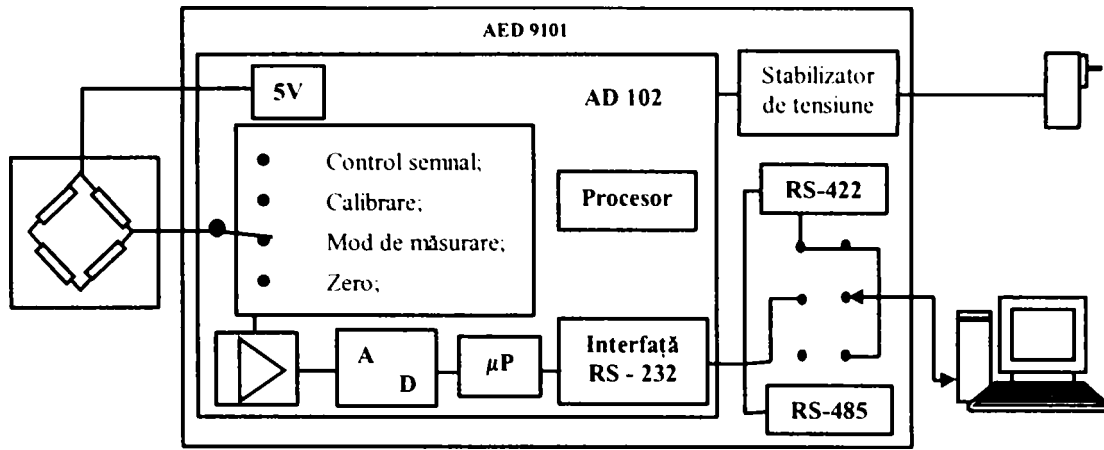 AED 9101
5V
AD 102
Stabilizator
de tensiune
Control semnal;
Calibrare;
Mod de măsurare;
Zero;
Procesor
RS-422
A
D
µP
Interfață
RS - 232
RS-485